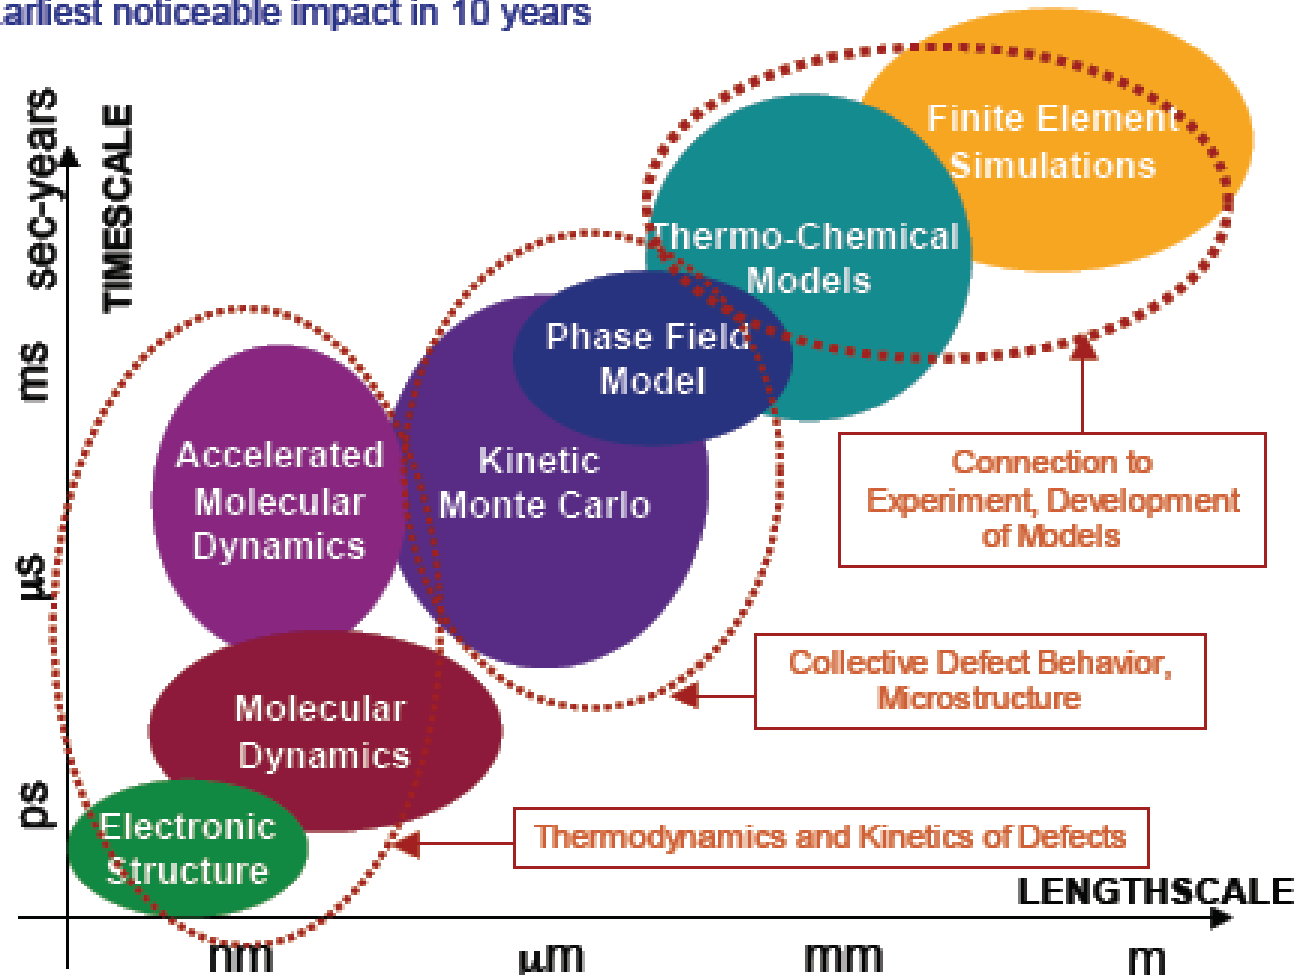 Earliest noticeable impact in 10 years
sec-years
TIMESCALE
ms
μs
ps
Finite Element
Simulations
Thermo-Chemical
Models
Phase Field
Model
Kinetic
Monte Carlo
Accelerated
Molecular
Dynamics
Molecular
Dynamics
Electronic
Structure
Connection to
Experiment, Development
of Models
Collective Defect Behavior,
Microstructure
Thermodynamics and Kinetics of Defects
LENGTHSCALE
nm
μm
mm
m